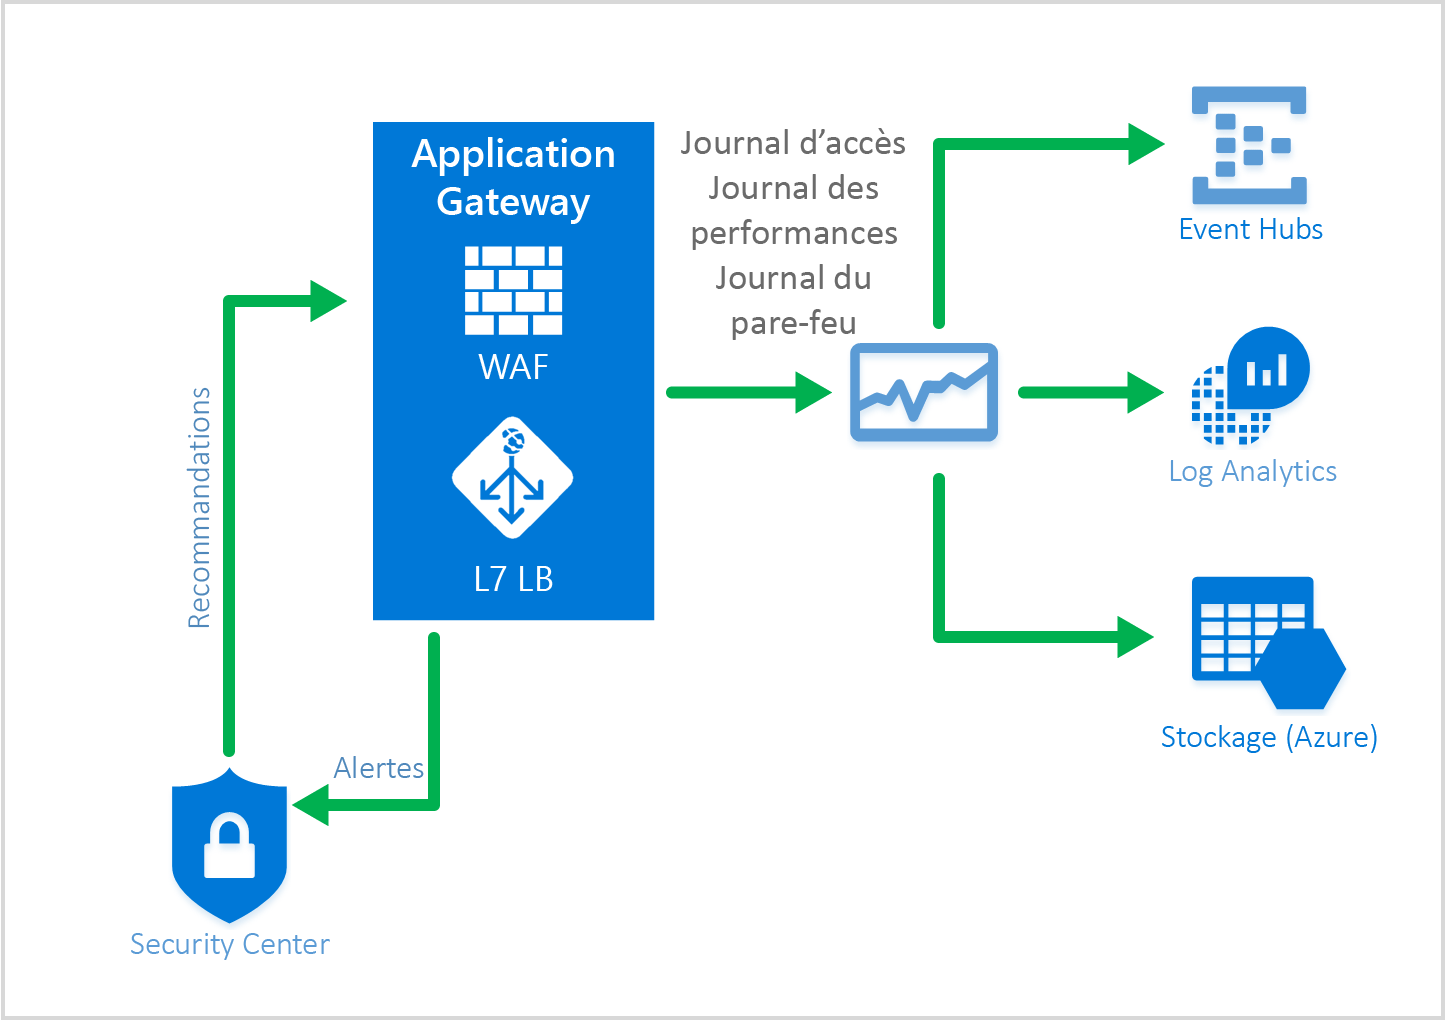 Application
Gateway
WAF
L7 LB
Journal d’accès
Journal des
performances
Journal du
pare-feu
Event Hubs
Log Analytics
Stockage (Azure)
Recommandations
Alertes
Security Center